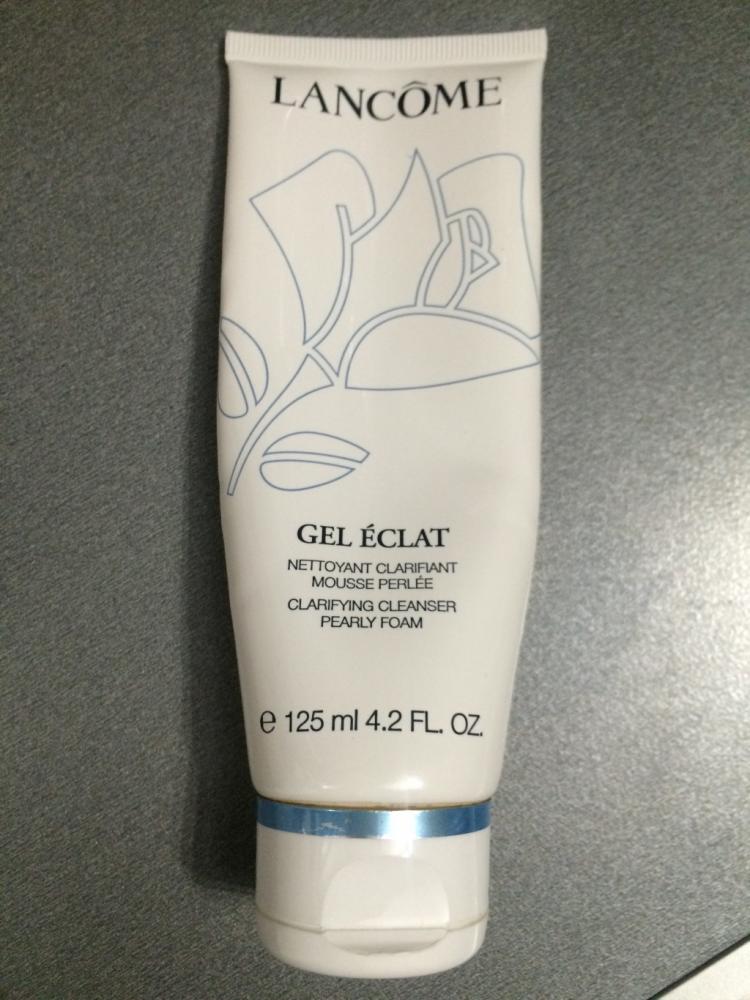 LANCÔME
GEL ÉCLAT
NETTOYANT CLARIFIANT
MOUSSE PERLÉE
CLARIFYING CLEANSER
PEARLY FOAM
℮ 125 ml 4.2 FL. OZ.